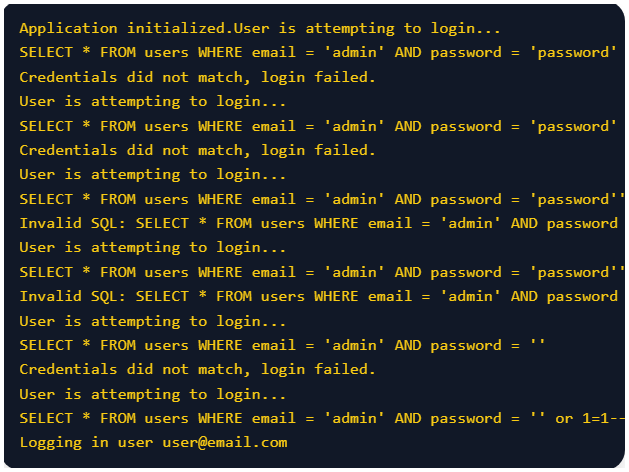 Application initialized.User is attempting to login...
SELECT * FROM users WHERE email = 'admin' AND password = 'password'
Credentials did not match, login failed.
User is attempting to login...
SELECT * FROM users WHERE email = 'admin' AND password = 'password'
Credentials did not match, login failed.
User is attempting to login...
SELECT * FROM users WHERE email = 'admin' AND password = 'password''
Invalid SQL: SELECT * FROM users WHERE email = 'admin' AND password
User is attempting to login...
SELECT * FROM users WHERE email = 'admin' AND password = 'password''
Invalid SQL: SELECT * FROM users WHERE email = 'admin' AND password
User is attempting to login...
SELECT * FROM users WHERE email = 'admin' AND password = ''
Credentials did not match, login failed.
User is attempting to login...
SELECT * FROM users WHERE email = 'admin' AND password = '' or 1=1--
Logging in user user@email.com